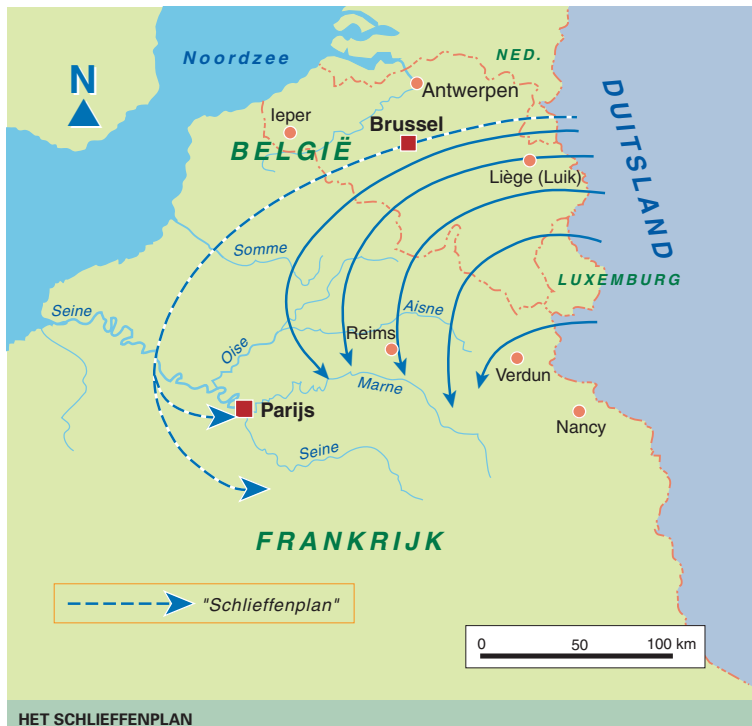 Noordzee
NED.
N
Antwerpen
DUITSLAND
Ieper
Brussel
BELGIË
Liège (Luik)
Somme
LUXEMBURG
Seine
Aisne
Oise
Reims
Verdun
Marne
Parijs
Nancy
Seine
FRANKRIJK
"Schlieffenplan"
0 50 100 km
HET SCHLIEFFENPLAN